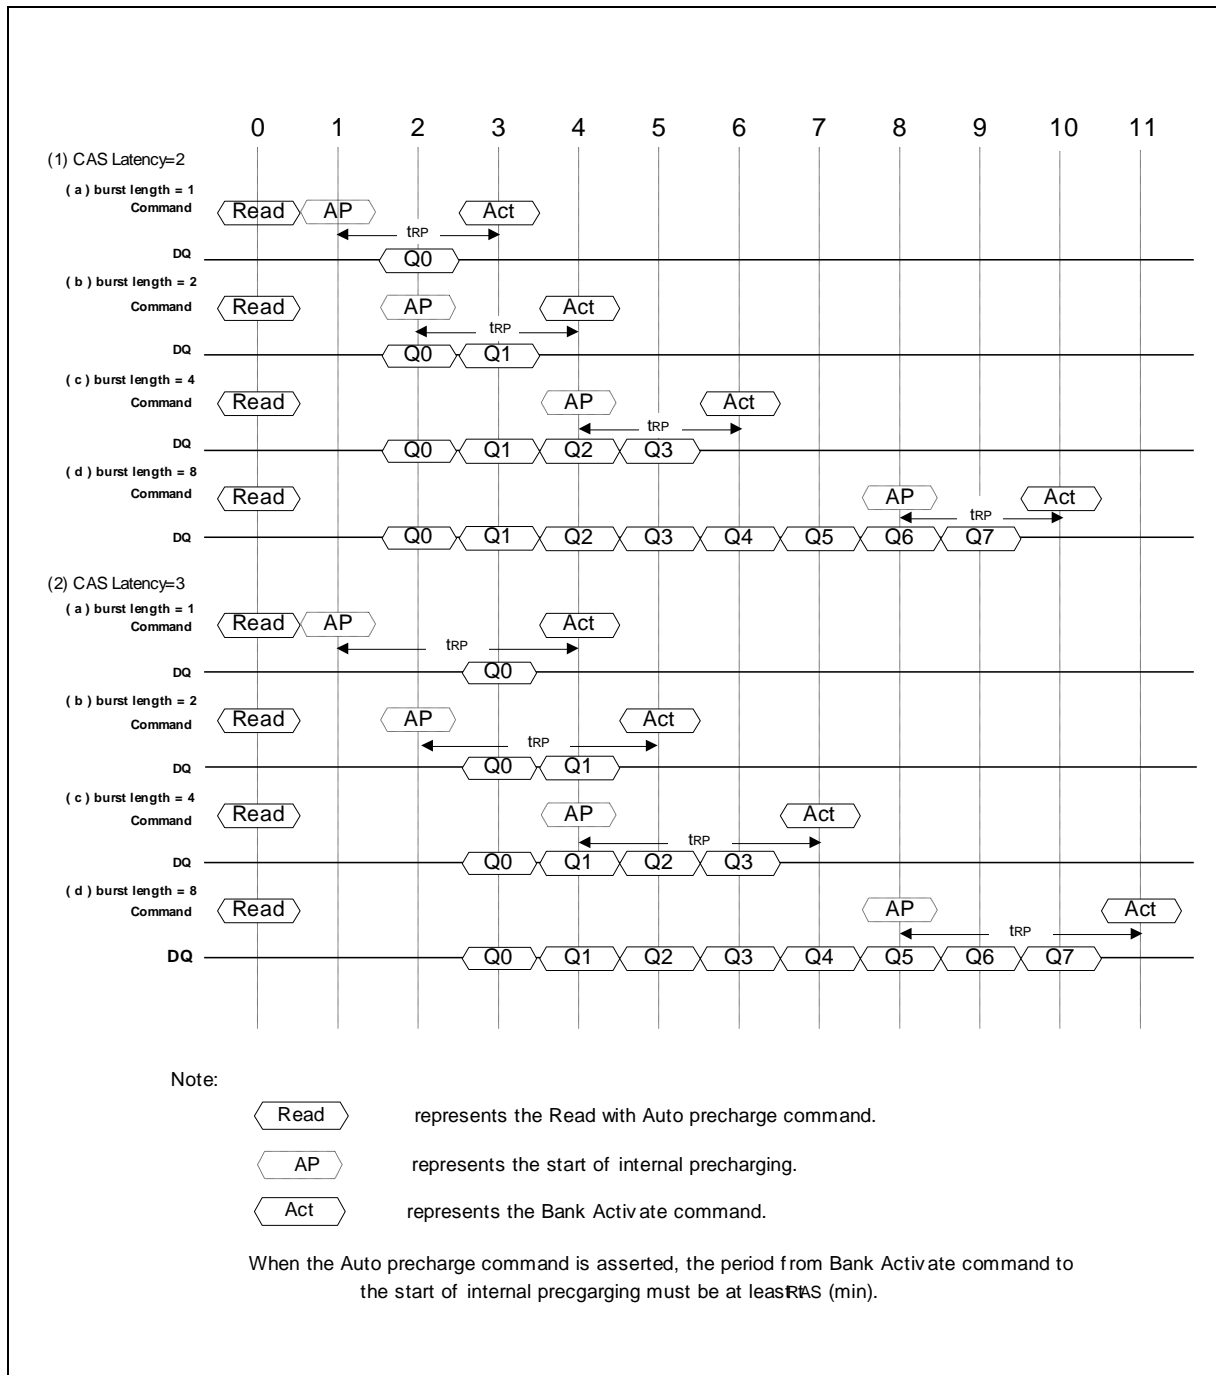 0 1 2 3 4 5 6 7 8 9 10 11
(1) CAS Latency=2
( a ) burst length = 1
Command Read AP Act
tRP
DQ Q0
( b ) burst length = 2
Command Read AP Act
tRP
DQ Q0 Q1
( c ) burst length = 4
Command Read AP Act
tRP
DQ Q0 Q1 Q2 Q3
( d ) burst length = 8
Command Read AP Act
tRP
DQ Q0 Q1 Q2 Q3 Q4 Q5 Q6 Q7
(2) CAS Latency=3
( a ) burst length = 1
Command Read AP Act
tRP
DQ Q0
( b ) burst length = 2
Command Read AP Act
tRP
DQ Q0 Q1
( c ) burst length = 4
Command Read AP Act
tRP
DQ Q0 Q1 Q2 Q3
( d ) burst length = 8
Command Read AP Act
tRP
DQ Q0 Q1 Q2 Q3 Q4 Q5 Q6 Q7
Note:
Read represents the Read with Auto precharge command.
AP represents the start of internal precharging.
Act represents the Bank Activate command.
When the Auto precharge command is asserted, the period from Bank Activate command to
the start of internal precgarging must be at least tRAS (min).